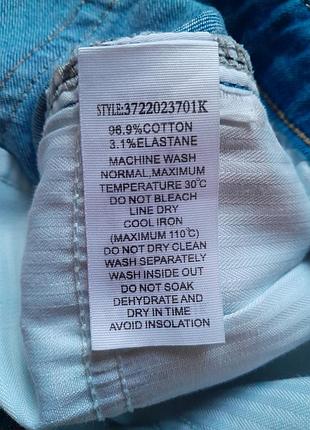 STYLE:3722023701K
96.9%COTTON
3.1%ELASTANE
MACHINE WASH
NORMAL,MAXIMUM
TEMPERATURE 30°C
DO NOT BLEACH
LINE DRY
COOL IRON
(MAXIMUM 110°C)
DO NOT DRY CLEAN
WASH SEPARATELY
WASH INSIDE OUT
DO NOT SOAK
DEHYDRATE AND
DRY IN TIME
AVOID INSOLATION